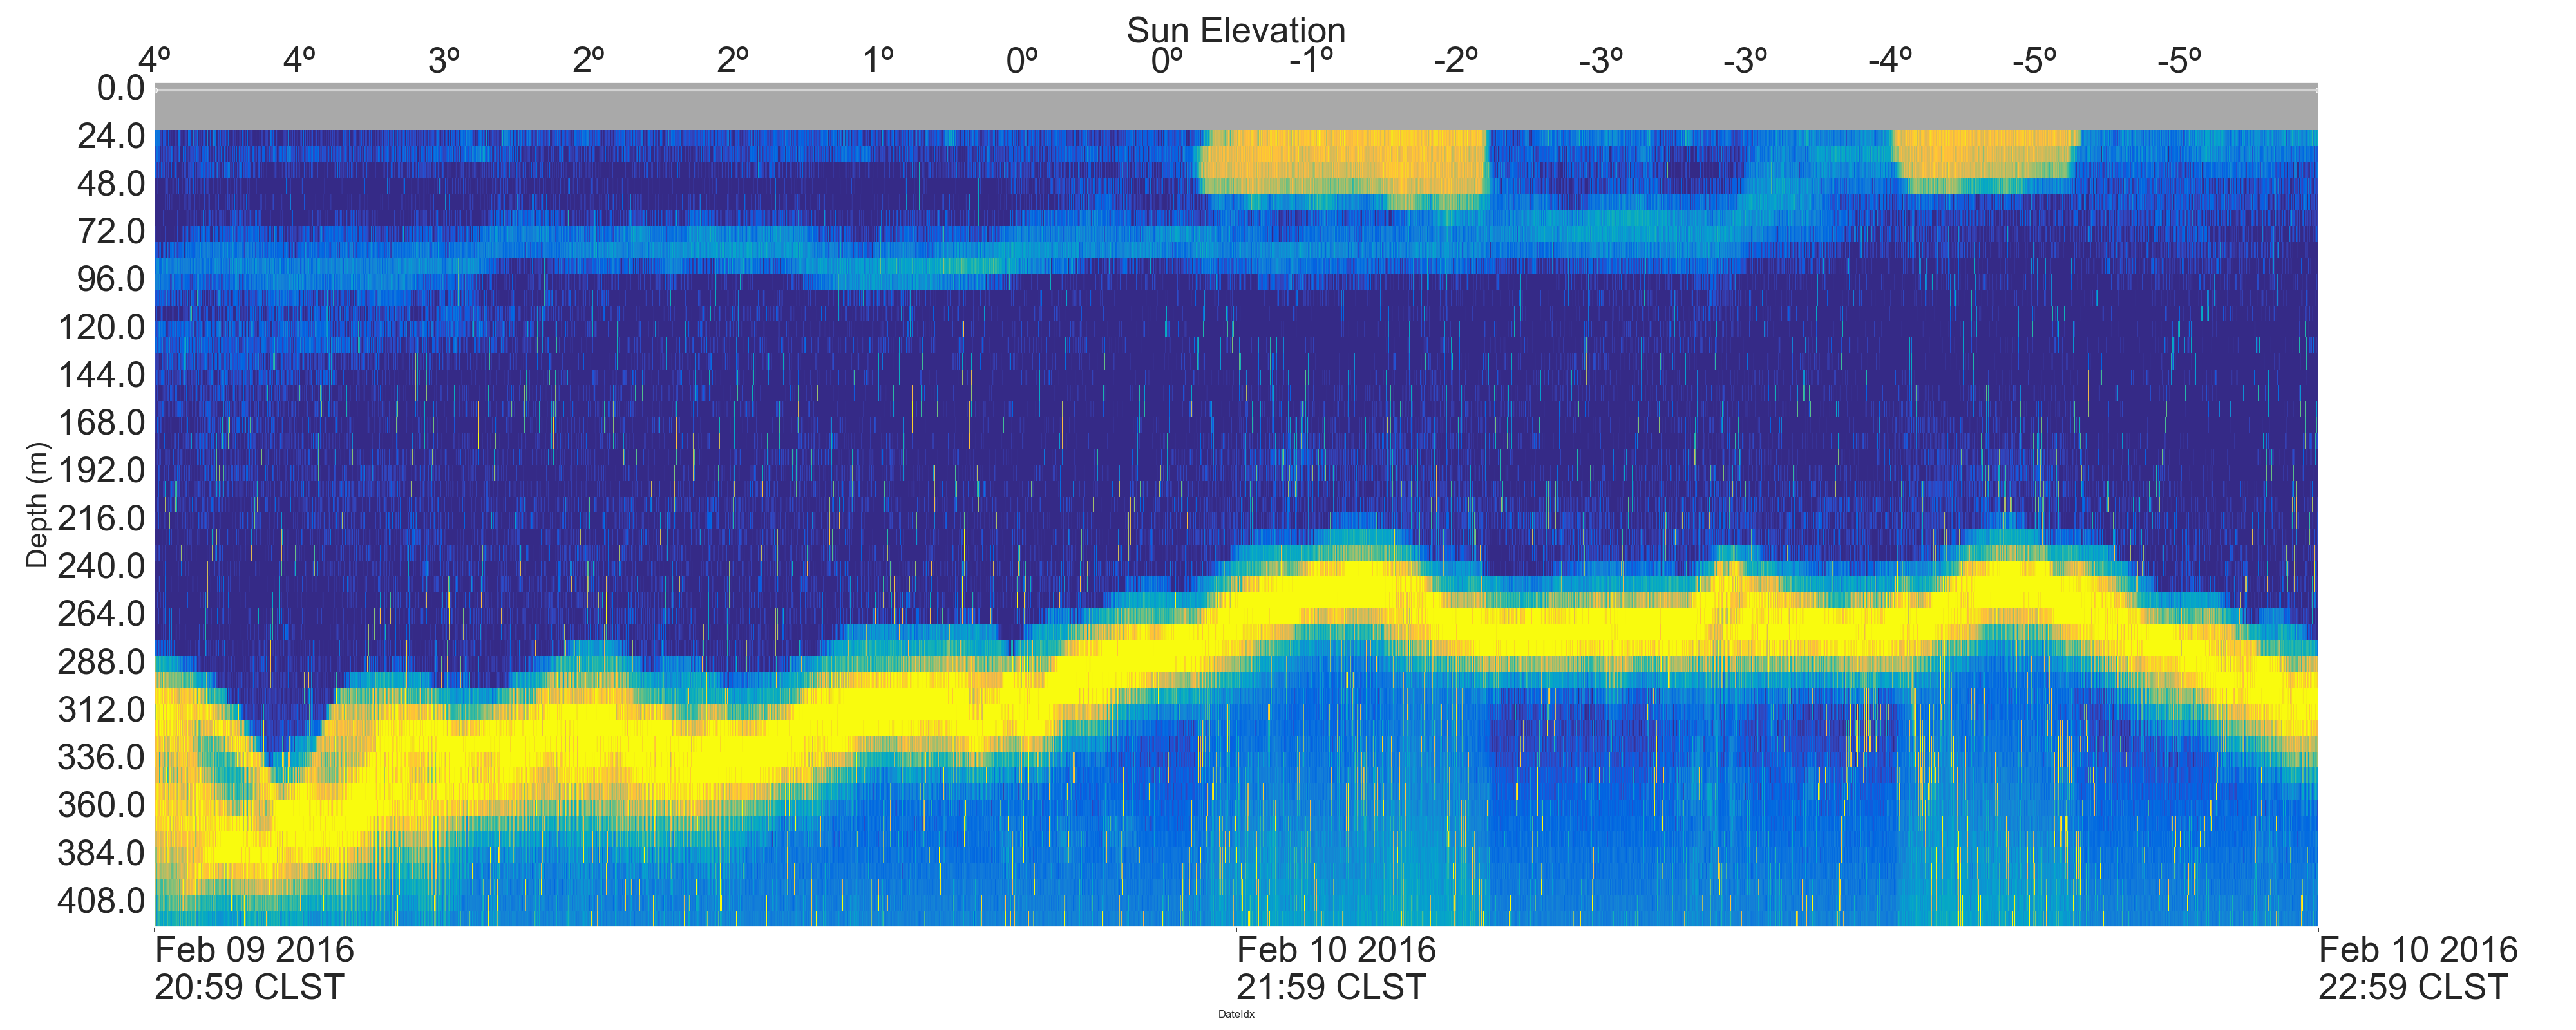 Sun Elevation
4º 4º 3º 2º 2º 1º 0º 0º -1º -2º -3º -3º -4º -5º -5º
0.0
24.0
48.0
72.0
96.0
120.0
144.0
168.0
192.0
216.0
240.0
264.0
288.0
312.0
336.0
360.0
384.0
408.0
Depth (m)
Feb 09 2016
20:59 CLST
Feb 10 2016
21:59 CLST
Feb 10 2016
22:59 CLST
DateIdx